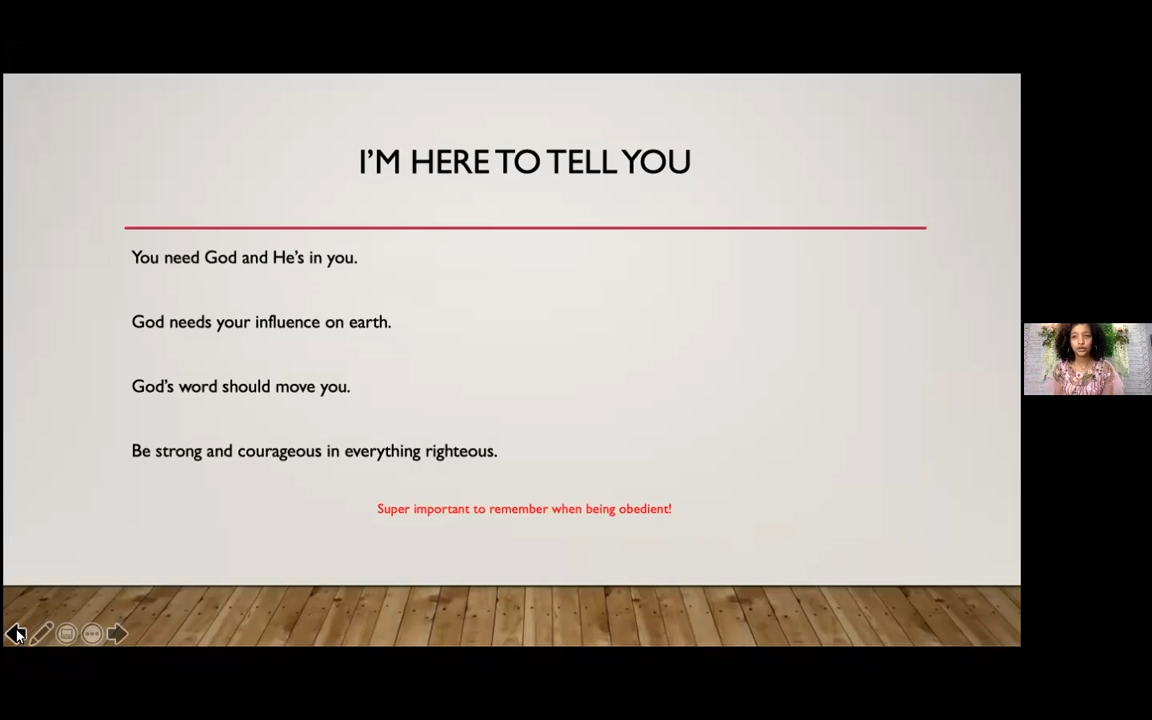 I'M HERE TO TELL YOU
You need God and He's in you.
God needs your influence on earth.
God's word should move you.
Be strong and courageous in everything righteous.
Super important to remember when being obedient!